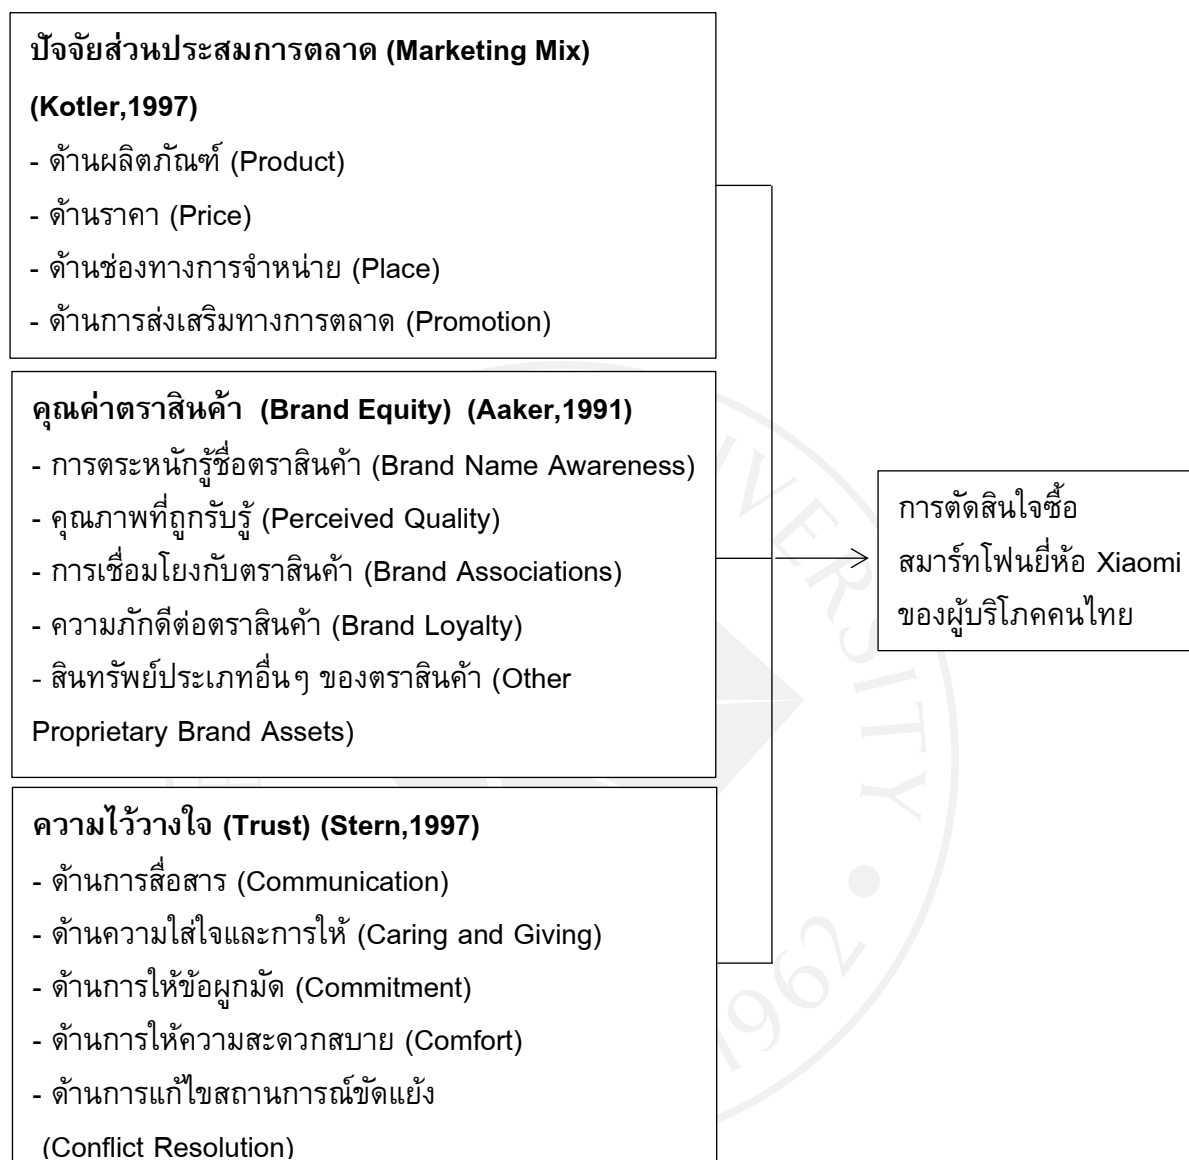 ปัจจัยส่วนประสมการตลาด (Marketing Mix)
(Kotler,1997)
- ด้านผลิตภัณฑ์ (Product)
- ด้านราคา (Price)
- ด้านช่องทางการจำหน่าย (Place)
- ด้านการส่งเสริมทางการตลาด (Promotion)
คุณค่าตราสินค้า (Brand Equity) (Aaker,1991)
- การตระหนักรู้ชื่อตราสินค้า (Brand Name Awareness)
- คุณภาพที่ถูกรับรู้ (Perceived Quality)
- การเชื่อมโยงกับตราสินค้า (Brand Associations)
- ความภักดีต่อตราสินค้า (Brand Loyalty)
- สินทรัพย์ประเภทอื่นๆ ของตราสินค้า (Other
Proprietary Brand Assets)
ความไว้วางใจ (Trust) (Stern,1997)
- ด้านการสื่อสาร (Communication)
- ด้านความใส่ใจและการให้ (Caring and Giving)
- ด้านการให้ข้อผูกมัด (Commitment)
- ด้านการให้ความสะดวกสบาย (Comfort)
- ด้านการแก้ไขสถานการณ์ขัดแย้ง
(Conflict Resolution)
การตัดสินใจซื้อ
สมาร์ทโฟนยี่ห้อ Xiaomi
ของผู้บริโภคคนไทย
1962